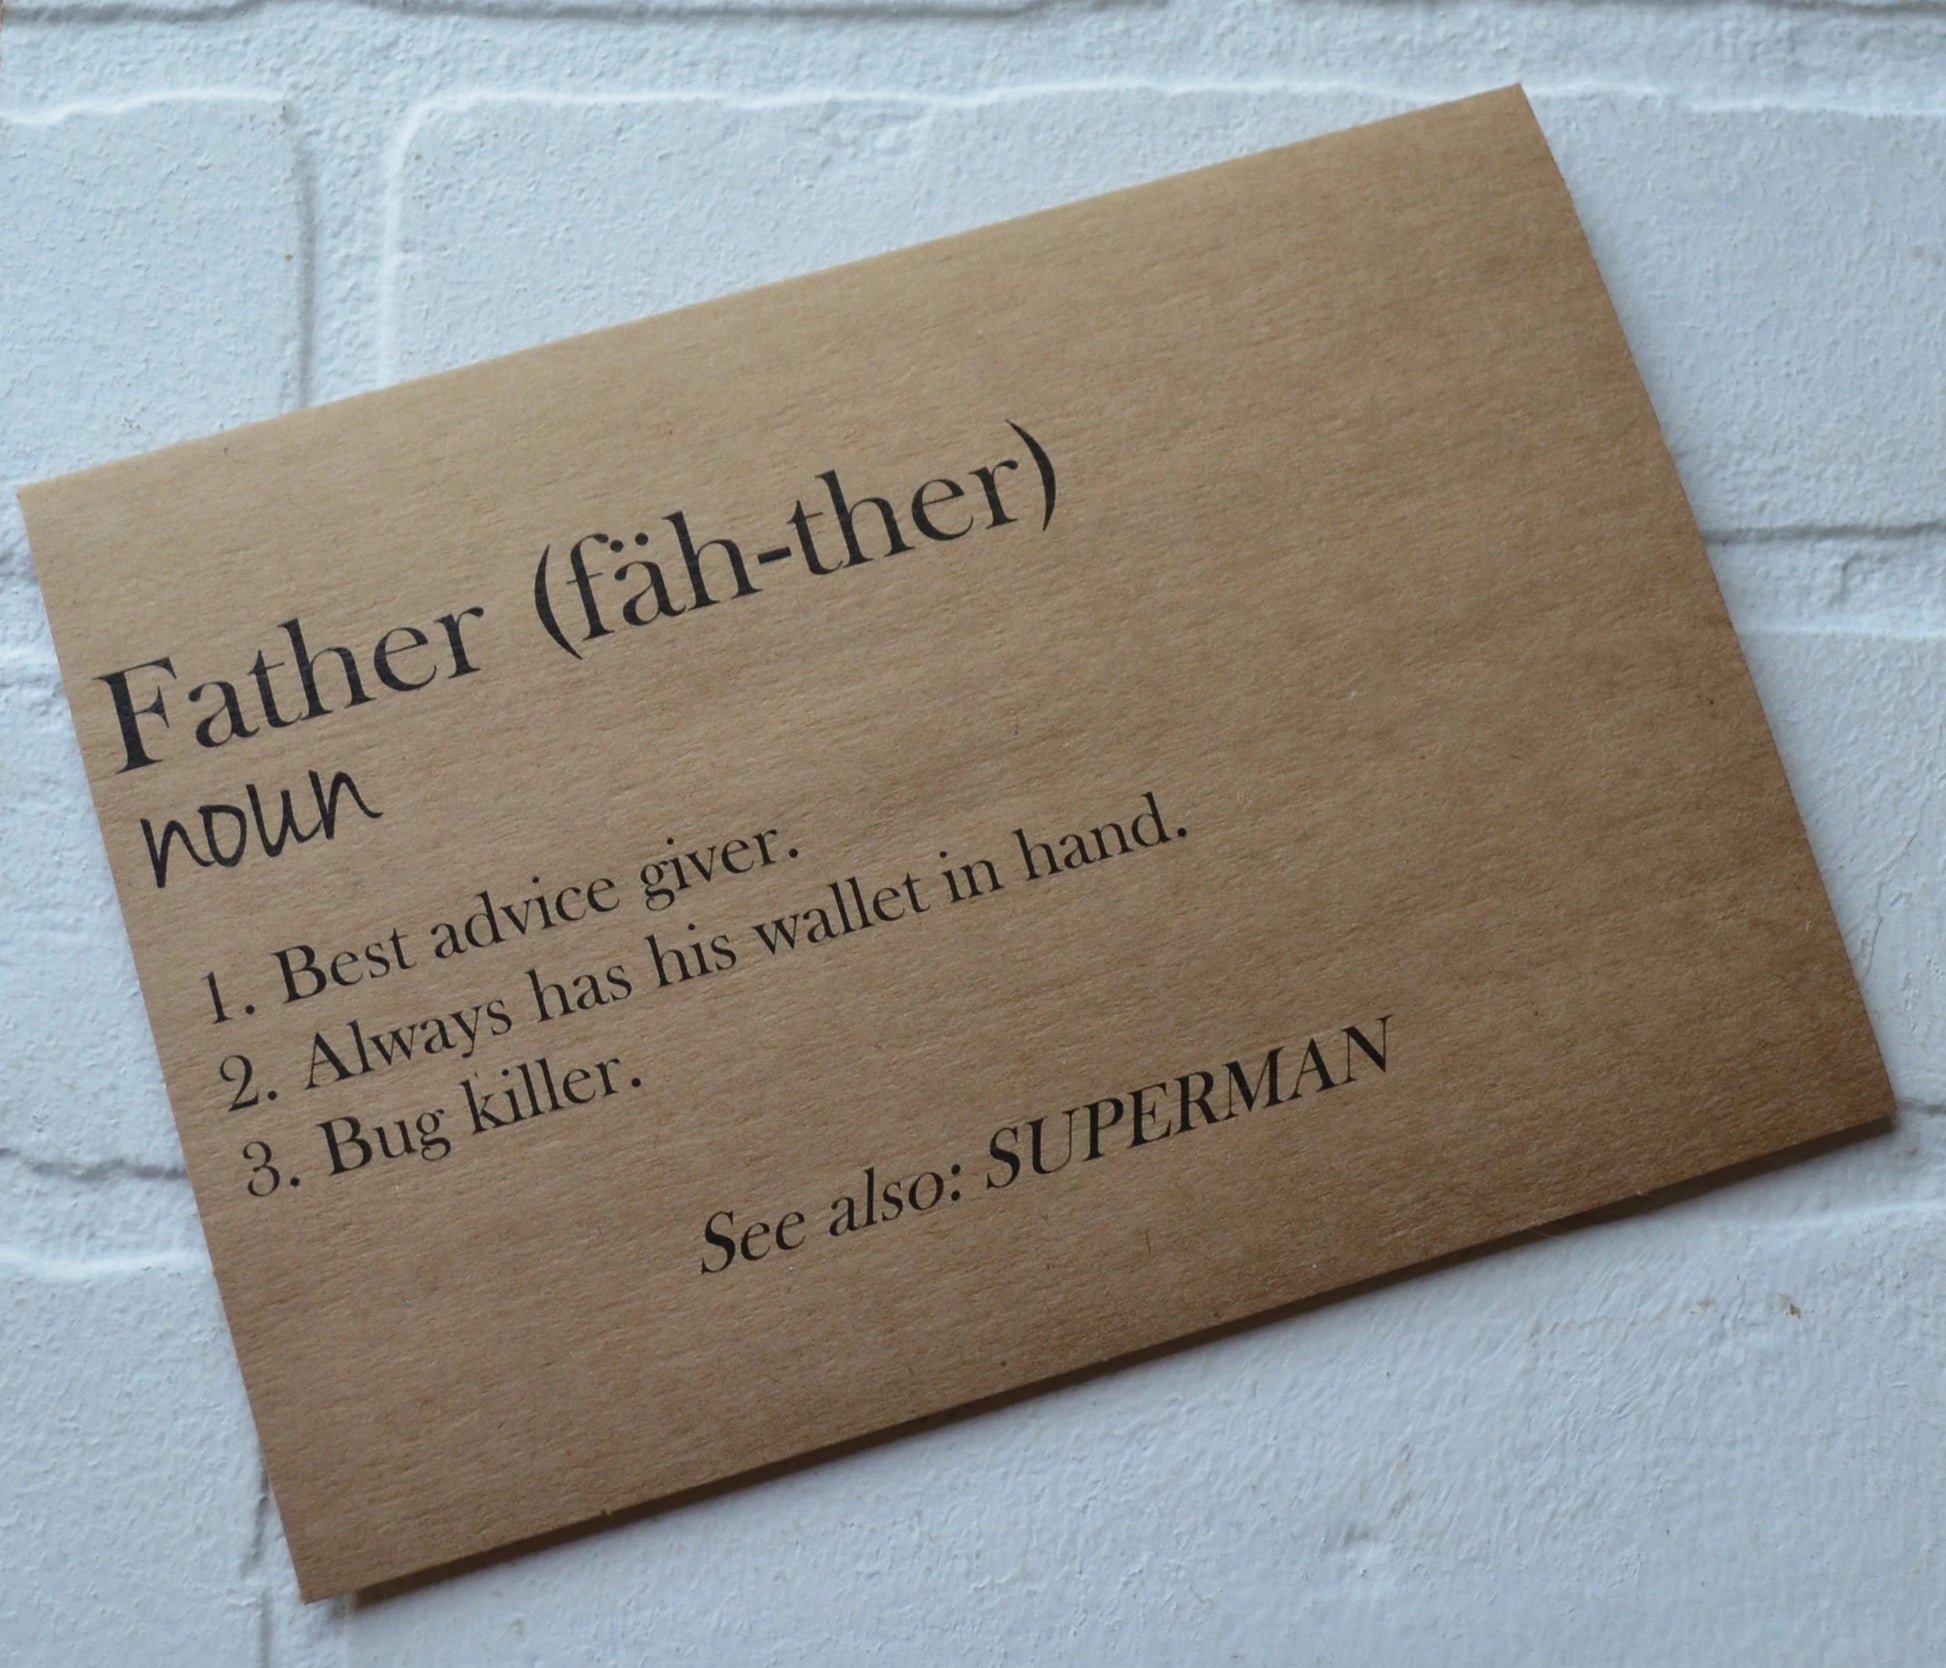 Father (fäh-ther)
noun
1. Best advice giver.
2. Always has his wallet in hand.
3. Bug killer.
See also: SUPERMAN